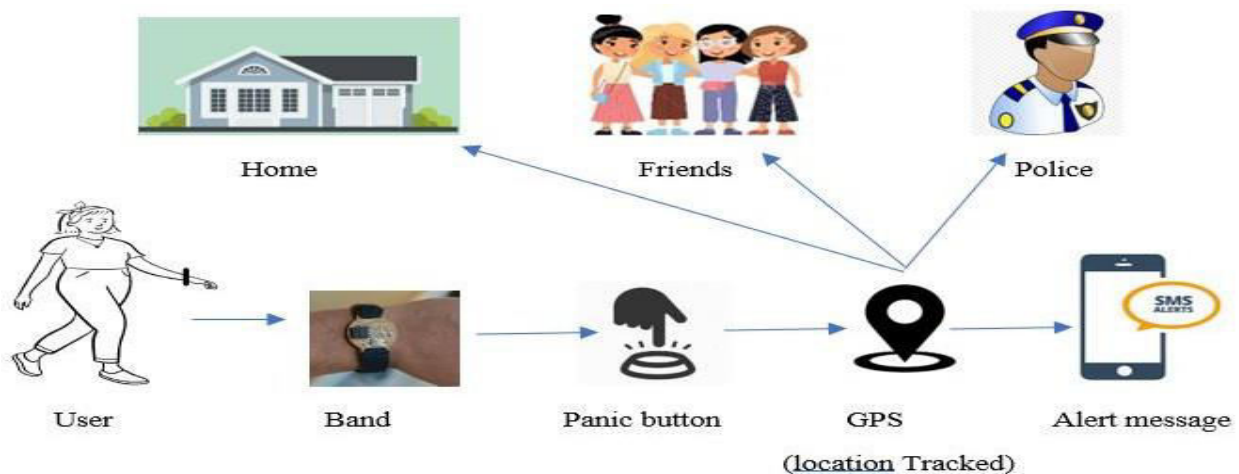 Home
Friends
Police
SMS
ALERTS
User
Band
Panic button
GPS
Alert message
(location Tracked)